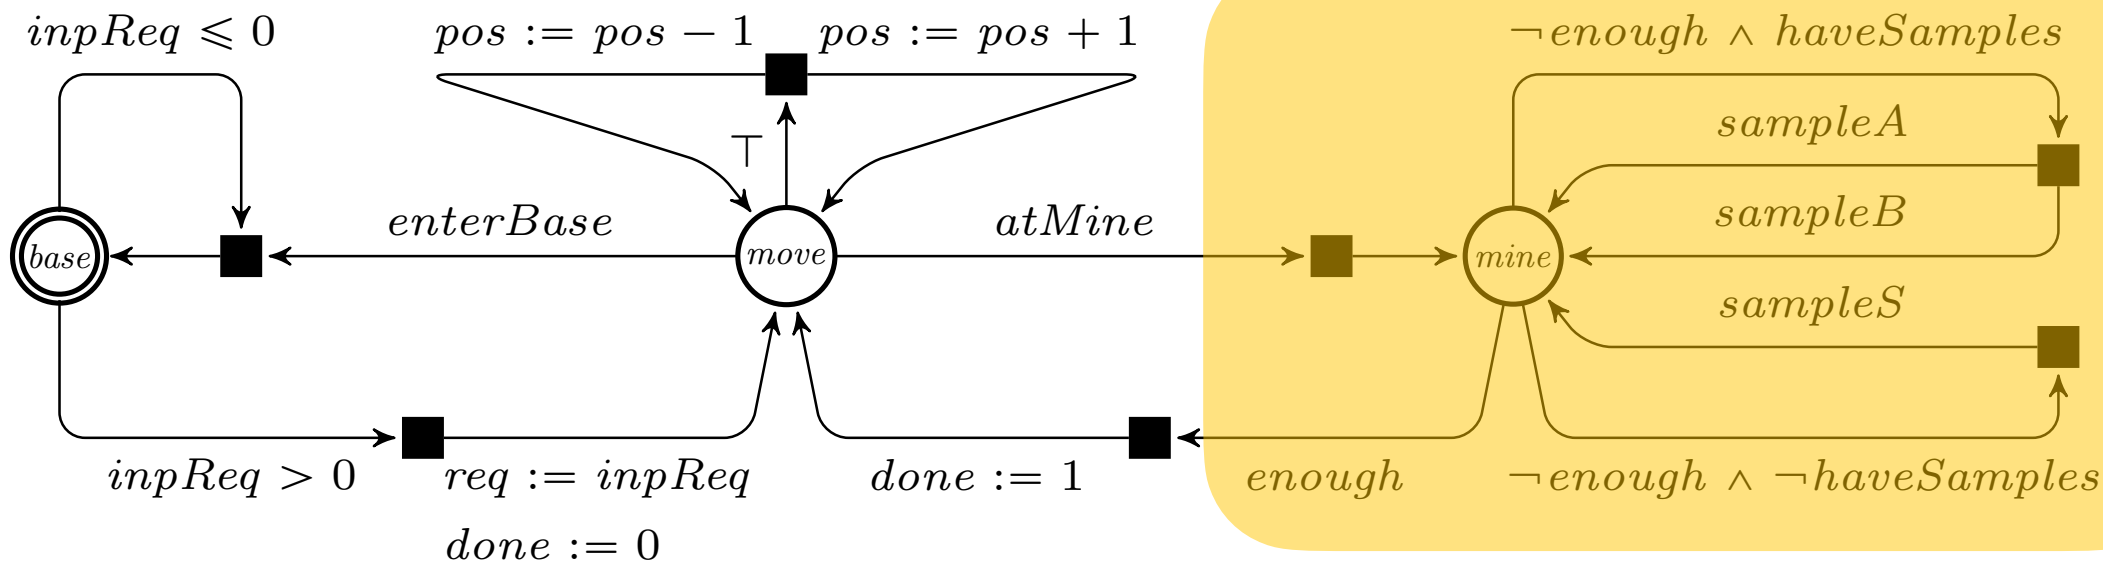 inpReq ⩽ 0
pos := pos − 1
pos := pos + 1
¬enough ∧ haveSamples
sampleA
⊤
enterBase
atMine
sampleB
base
move
mine
sampleS
inpReq > 0
req := inpReq
done := 1
enough
¬enough ∧ ¬haveSamples
done := 0